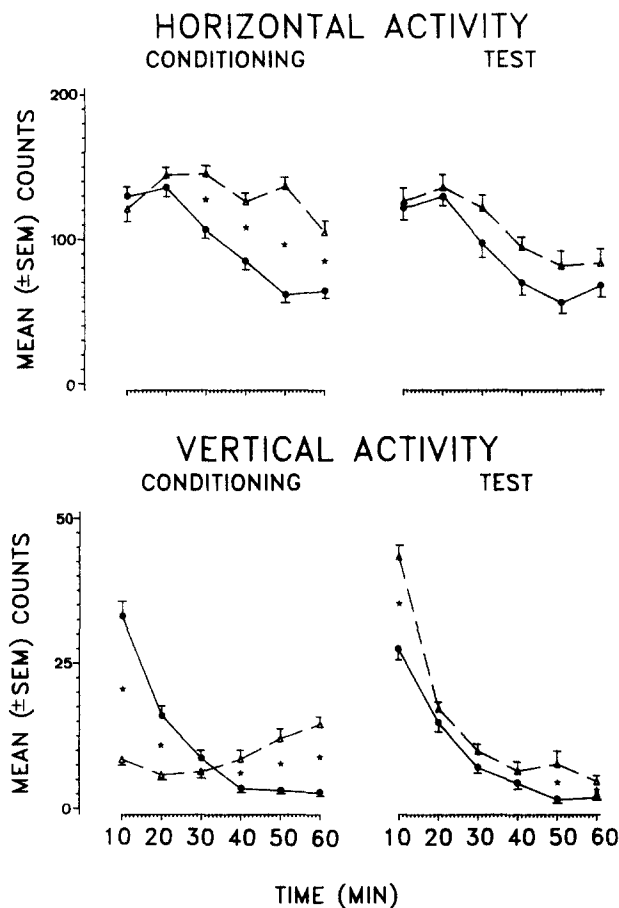 HORIZONTAL ACTIVITY
CONDITIONING TEST
MEAN (±SEM) COUNTS
200
100
0
VERTICAL ACTIVITY
CONDITIONING TEST
MEAN (±SEM) COUNTS
50
25
0
10 20 30 40 50 60 10 20 30 40 50 60
TIME (MIN)